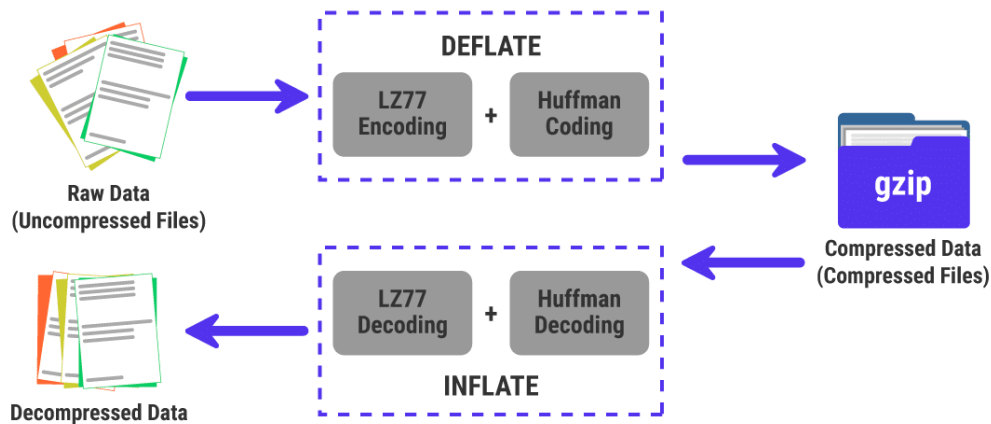 DEFLATE
LZ77
Encoding
+
Huffman
Coding
Raw Data
(Uncompressed Files)
gzip
Compressed Data
(Compressed Files)
LZ77
Decoding
+
Huffman
Decoding
INFLATE
Decompressed Data